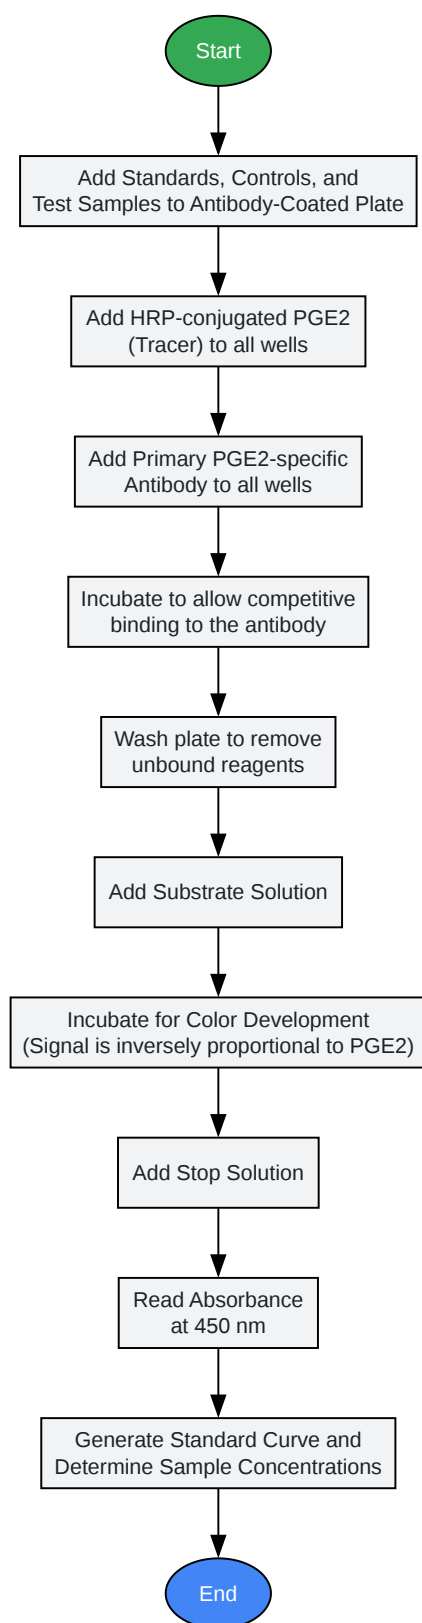 Start
Add Standards, Controls, and
Test Samples to Antibody-Coated Plate
Add HRP-conjugated PGE2
(Tracer) to all wells
Add Primary PGE2-specific
Antibody to all wells
Incubate to allow competitive
binding to the antibody
Wash plate to remove
unbound reagents
Add Substrate Solution
Incubate for Color Development
(Signal is inversely proportional to PGE2)
Add Stop Solution
Read Absorbance
at 450 nm
Generate Standard Curve and
Determine Sample Concentrations
End